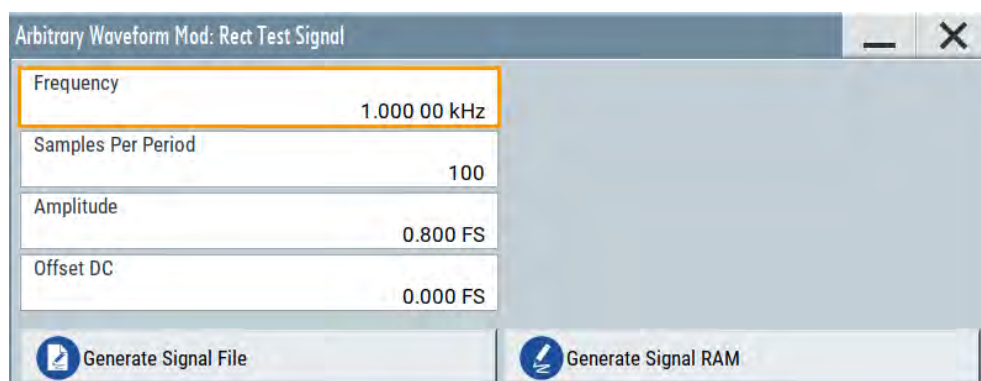 Arbitrary Waveform Mod: Rect Test Signal
Frequency
1.000 00 kHz
Samples Per Period
100
Amplitude
0.800 FS
Offset DC
0.000 FS
Generate Signal File
Generate Signal RAM